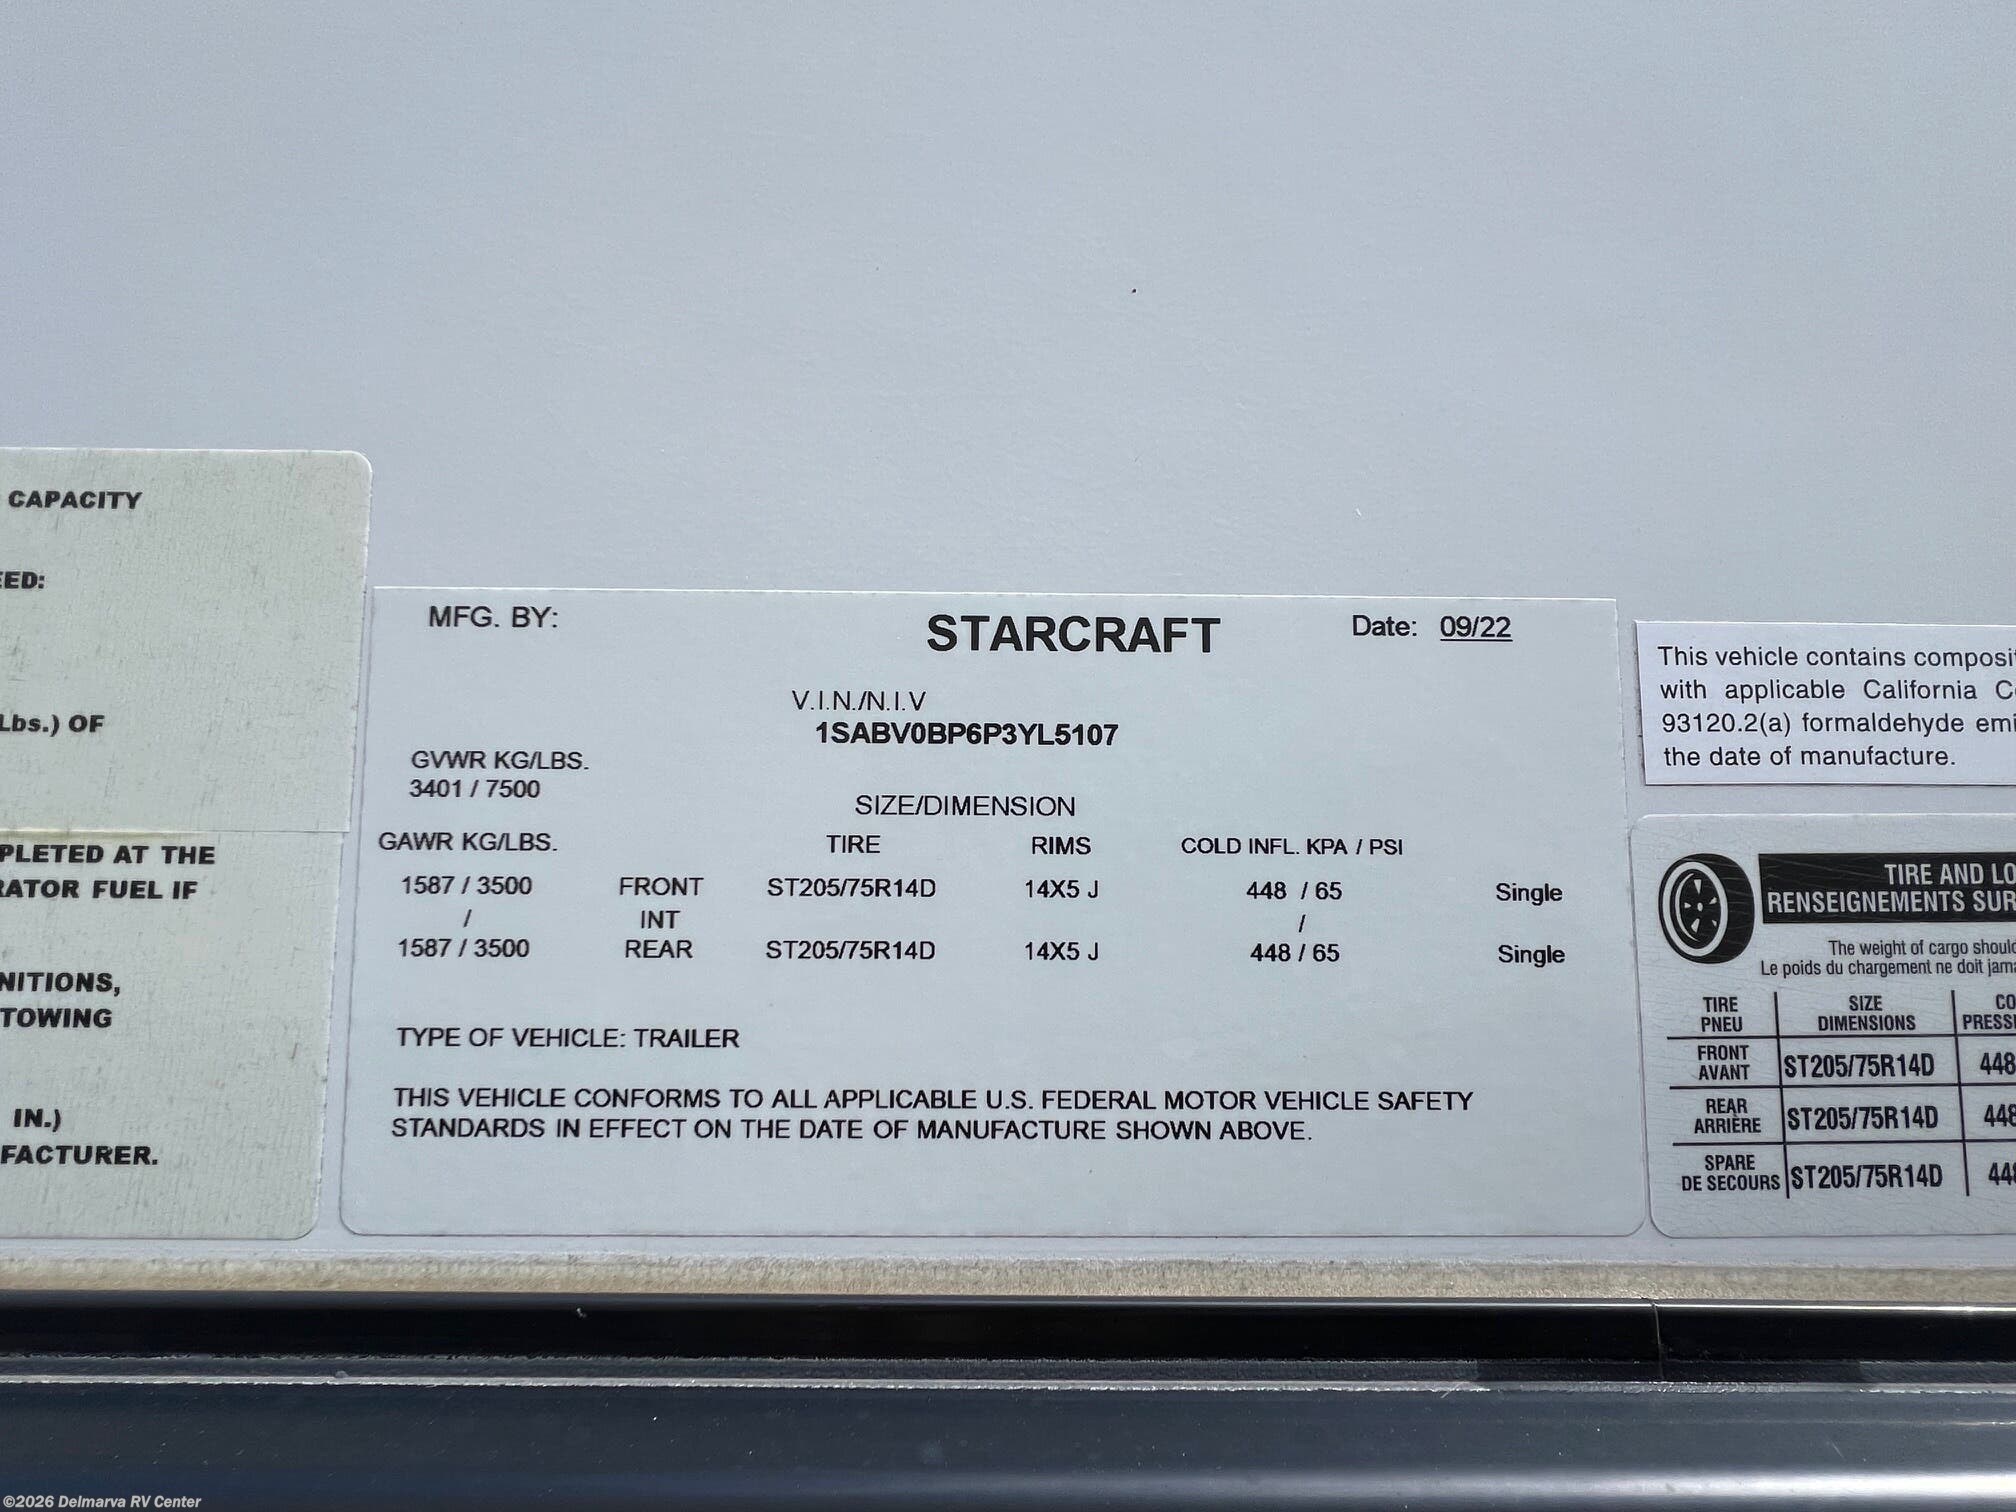 CAPACITY
EED:
Lbs.) OF
PLETED AT THE
RATOR FUEL IF
NITIONS,
TOWING
IN.)
FACTURER.
MFG. BY:
STARCRAFT
Date: 09/22
V.I.N./N.I.V
1SABV0BP6P3YL5107
GVWR KG/LBS.
3401 / 7500
SIZE/DIMENSION
GAWR KG/LBS. TIRE RIMS COLD INFL. KPA / PSI
1587 / 3500 FRONT ST205/75R14D 14X5 J 448 / 65 Single
/ INT /
1587 / 3500 REAR ST205/75R14D 14X5 J 448 / 65 Single
TYPE OF VEHICLE: TRAILER
THIS VEHICLE CONFORMS TO ALL APPLICABLE U.S. FEDERAL MOTOR VEHICLE SAFETY
STANDARDS IN EFFECT ON THE DATE OF MANUFACTURE SHOWN ABOVE.
This vehicle contains composi
with applicable California C
93120.2(a) formaldehyde emi
the date of manufacture.
TIRE AND LO
RENSEIGNEMENTS SUR
The weight of cargo should
Le poids du chargement ne doit jama
TIRE SIZE CO
PNEU DIMENSIONS PRESS
FRONT
AVANT ST205/75R14D 448
REAR
ARRIÈRE ST205/75R14D 448
SPARE
DE SECOURS ST205/75R14D 448
©2026 Delmarva RV Center